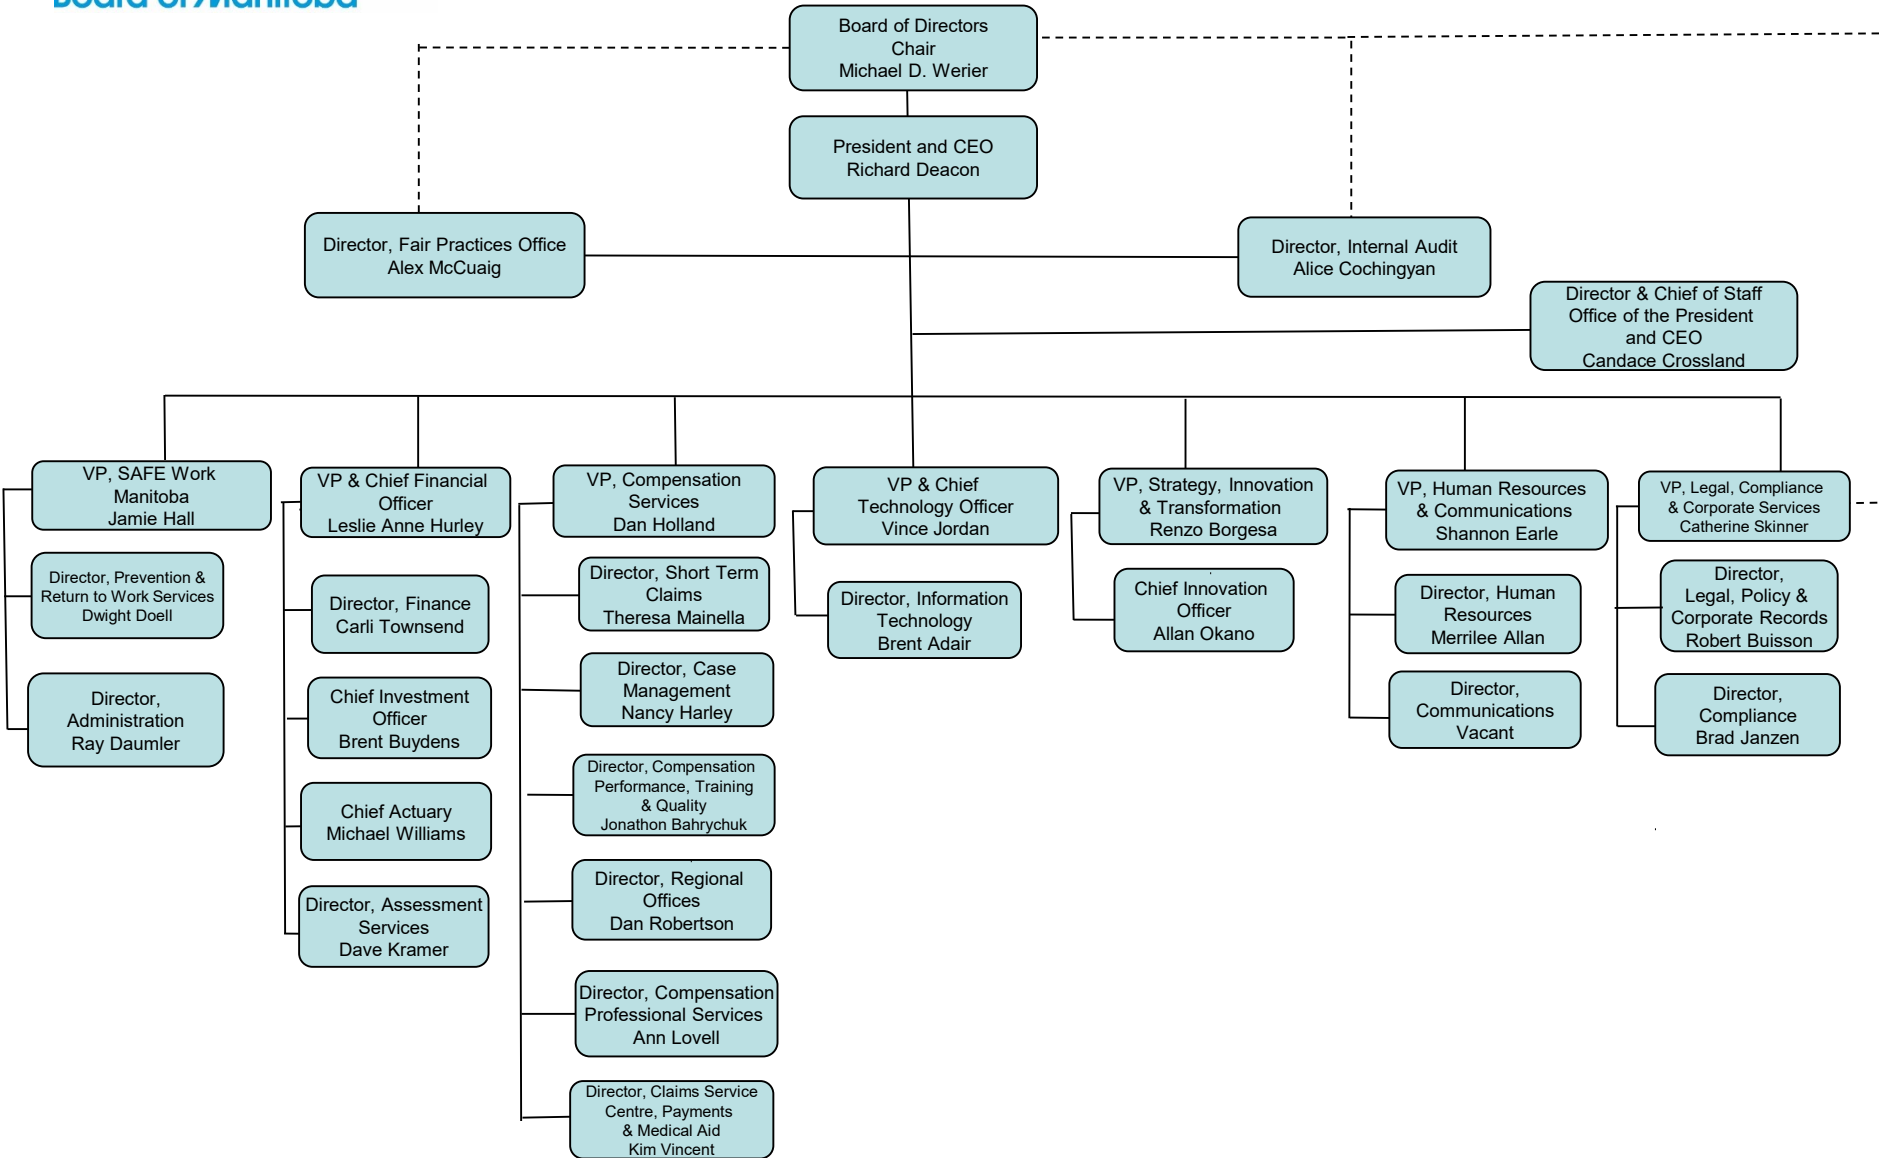 Board of Manitoba
Board of Directors
Chair
Michael D. Werier
President and CEO
Richard Deacon
Director, Fair Practices Office
Alex McCuaig
Director, Internal Audit
Alice Cochingyan
Director & Chief of Staff
Office of the President
and CEO
Candace Crossland
VP, SAFE Work
Manitoba
Jamie Hall
Director, Prevention &
Return to Work Services
Dwight Doell
Director,
Administration
Ray Daumler
VP & Chief Financial
Officer
Leslie Anne Hurley
Director, Finance
Carli Townsend
Chief Investment
Officer
Brent Buydens
Chief Actuary
Michael Williams
Director, Assessment
Services
Dave Kramer
VP, Compensation
Services
Dan Holland
Director, Short Term
Claims
Theresa Mainella
Director, Case
Management
Nancy Harley
Director, Compensation
Performance, Training
& Quality
Jonathon Bahrychuk
Director, Regional
Offices
Dan Robertson
Director, Compensation
Professional Services
Ann Lovell
Director, Claims Service
Centre, Payments
& Medical Aid
Kim Vincent
VP & Chief
Technology Officer
Vince Jordan
Director, Information
Technology
Brent Adair
VP, Strategy, Innovation
& Transformation
Renzo Borgesa
Chief Innovation
Officer
Allan Okano
VP, Human Resources
& Communications
Shannon Earle
Director, Human
Resources
Merrilee Allan
Director,
Communications
Vacant
VP, Legal, Compliance
& Corporate Services
Catherine Skinner
Director,
Legal, Policy &
Corporate Records
Robert Buisson
Director,
Compliance
Brad Janzen